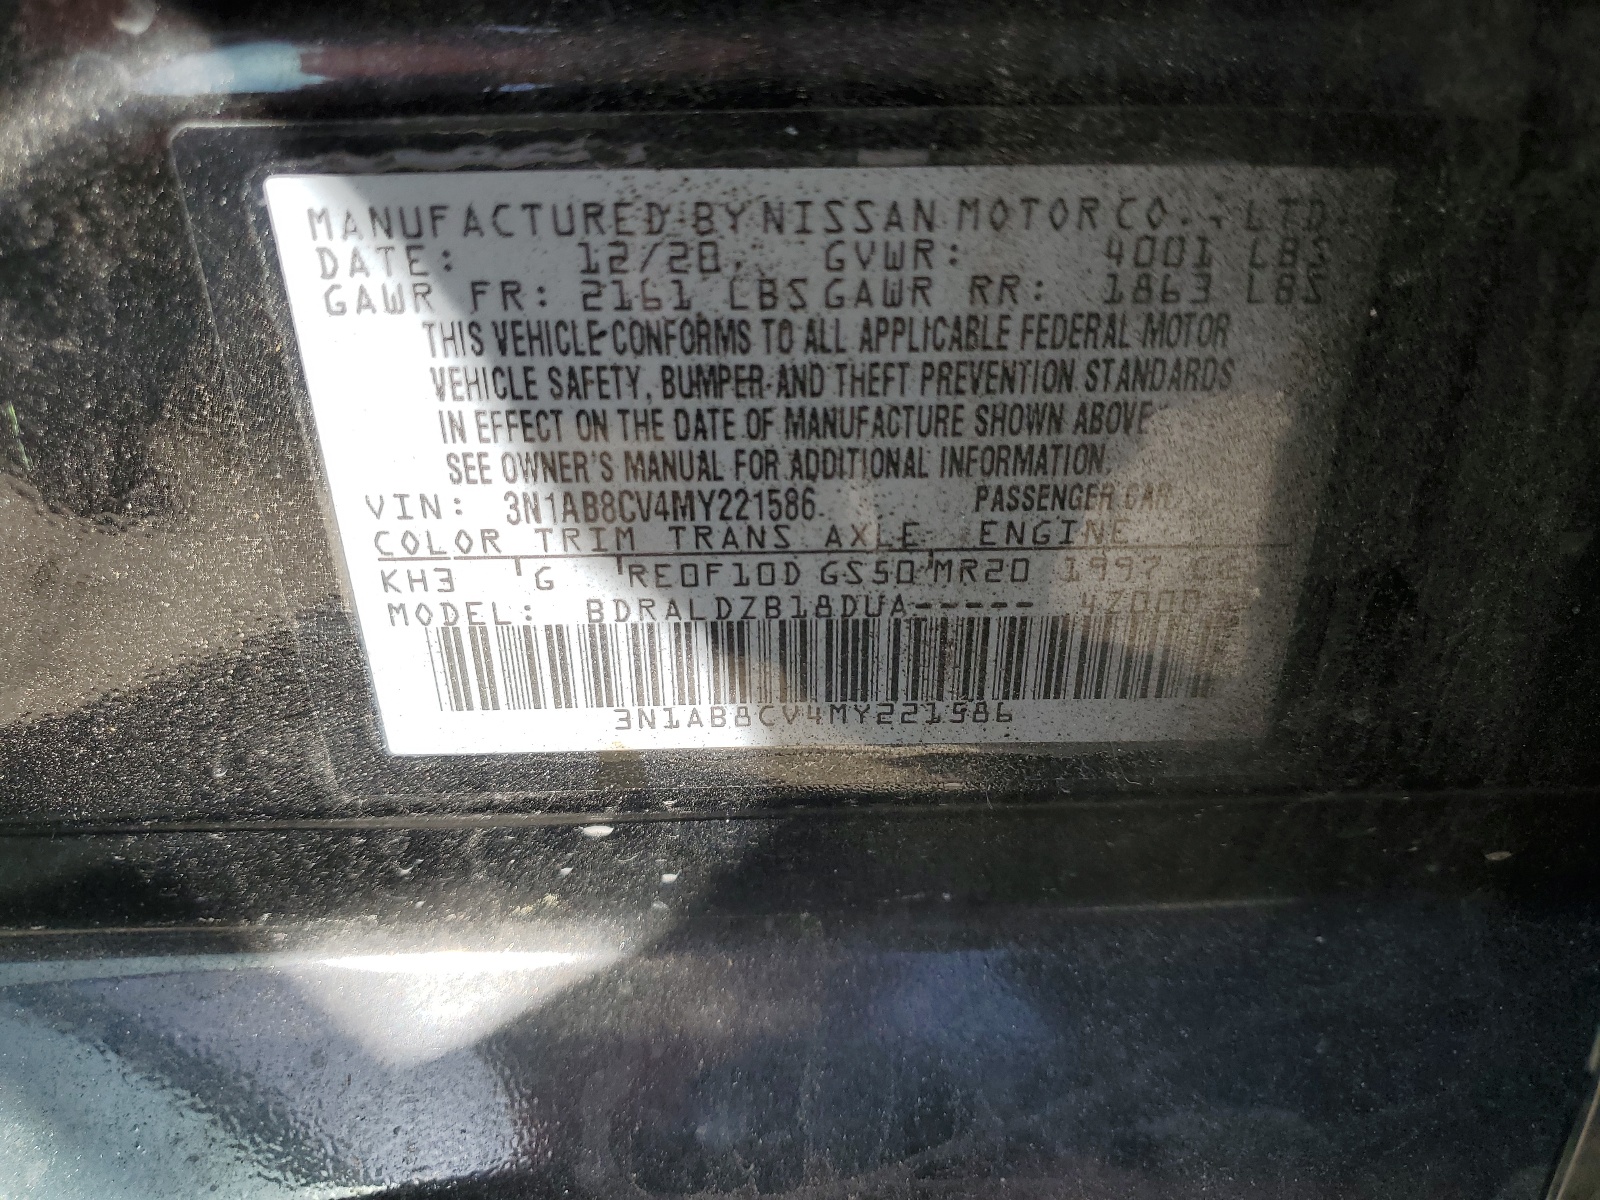 MANUFACTURED BY NISSAN MOTOR CO., LTD.
DATE: 12/20 GVWR: 4001 LBS
GAWR FR: 2161 LBS GAWR RR: 1863 LBS
THIS VEHICLE CONFORMS TO ALL APPLICABLE FEDERAL MOTOR
VEHICLE SAFETY, BUMPER AND THEFT PREVENTION STANDARDS
IN EFFECT ON THE DATE OF MANUFACTURE SHOWN ABOVE
SEE OWNER'S MANUAL FOR ADDITIONAL INFORMATION.
VIN: 3N1AB8CV4MY221586 PASSENGER CAR
COLOR TRIM TRANS AXLE ENGINE
KH3 G RE0F10D GS50 MR20 1997 CC
MODEL: BDRALDZB18DUA-----
3N1AB8CV4MY221586